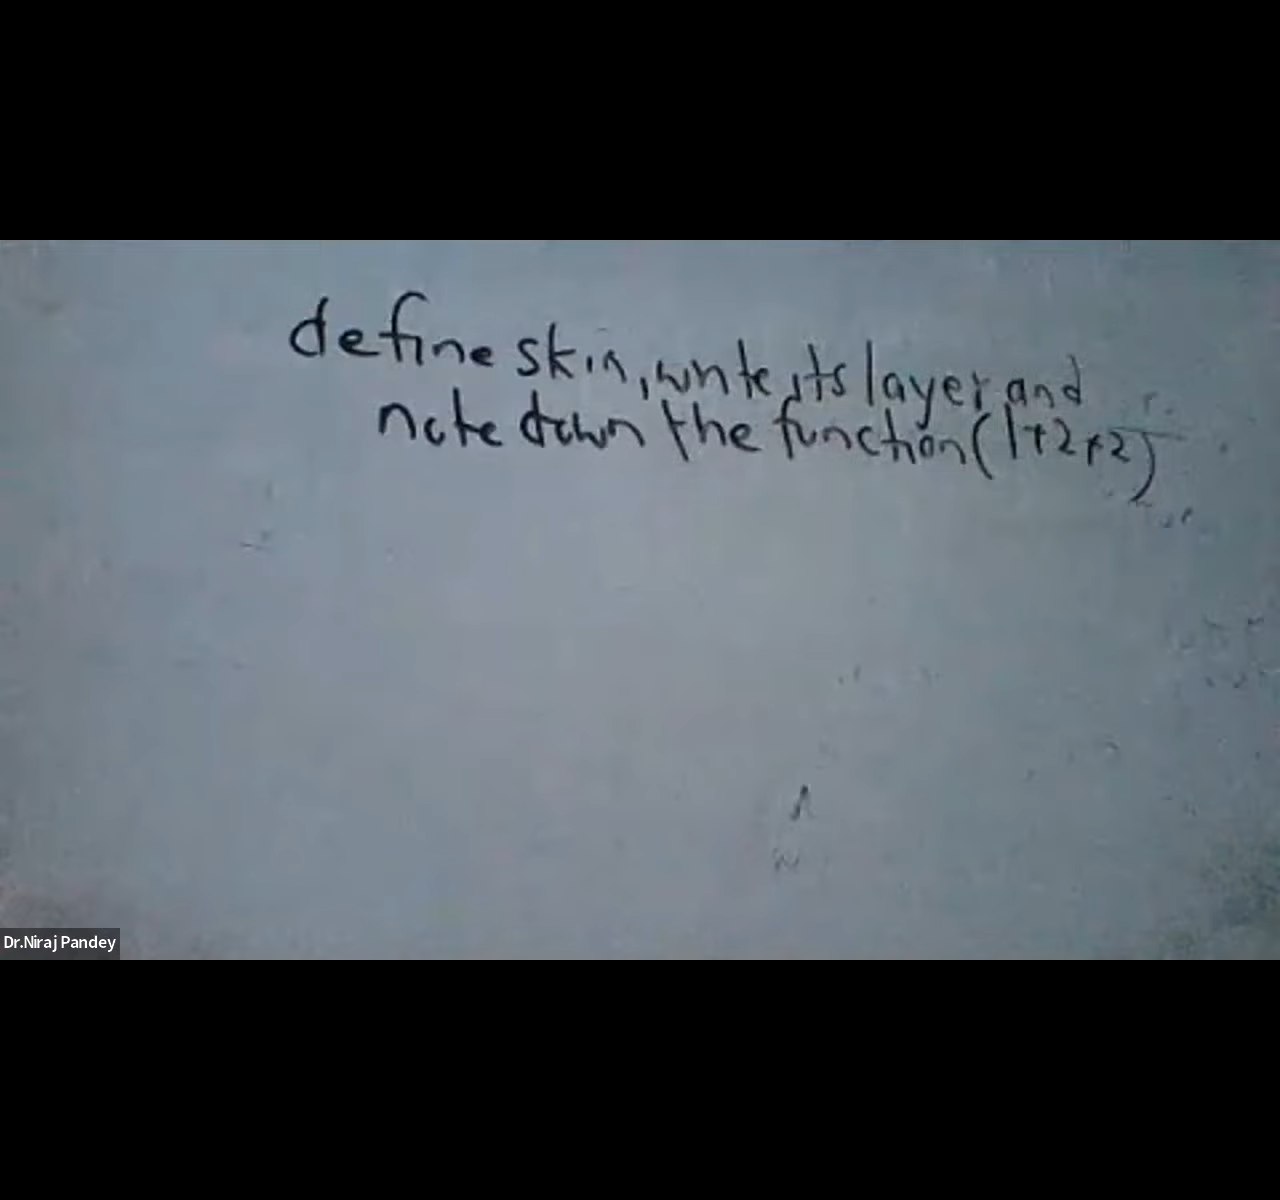 define skin, write its layer and
note down the function (1+2+2)
Dr.Niraj Pandey